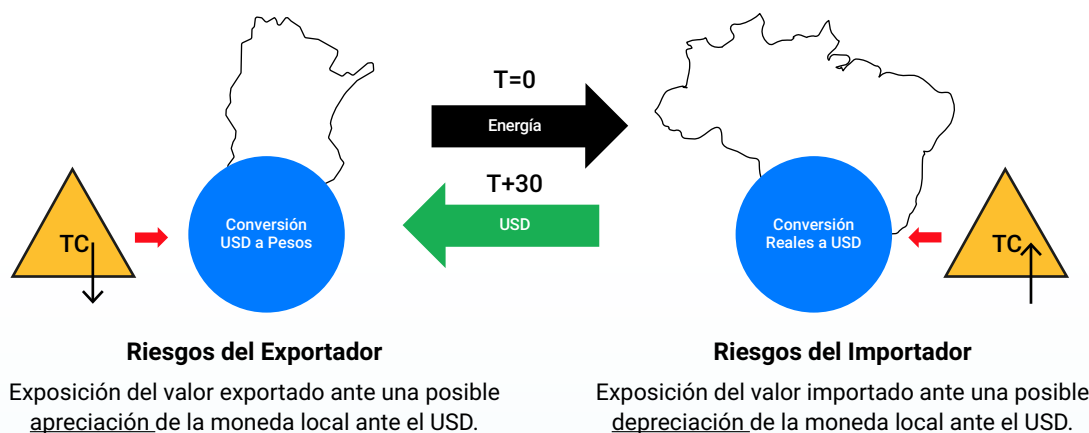 T=0
Energía
T+30
USD
TC
Conversión
USD a Pesos
Conversión
Reales a USD
TC
Riesgos del Exportador
Exposición del valor exportado ante una posible
apreciación de la moneda local ante el USD.
Riesgos del Importador
Exposición del valor importado ante una posible
depreciación de la moneda local ante el USD.